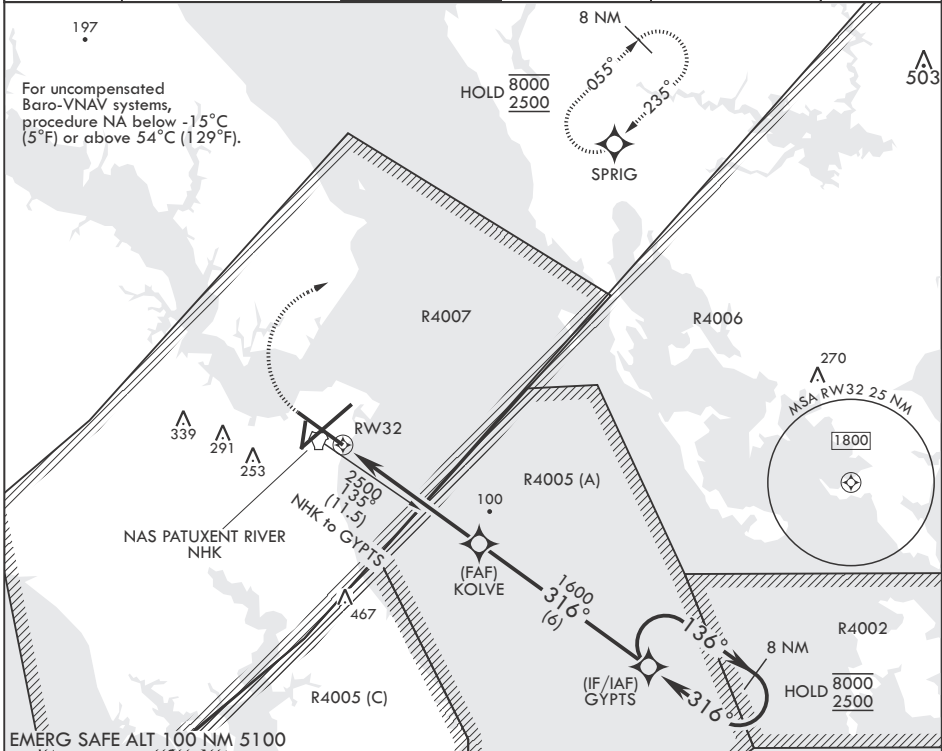 197
For uncompensated
Baro-VNAV systems,
procedure NA below -15°C
(5°F) or above 54°C (129°F).
8 NM
HOLD 8000
2500
055°
235°
SPRIG
503
R4007
R4006
270
MSA RW32 25 NM
1800
339
291
253
RW32
R4005 (A)
100
2500
135°
(11.5)
NHK to GYPTS
NAS PATUXENT RIVER
NHK
(FAF)
KOLVE
1600
316°
(6)
467
136°
8 NM
R4002
(IF/IAF)
GYPTS
316°
HOLD 8000
2500
R4005 (C)
EMERG SAFE ALT 100 NM 5100